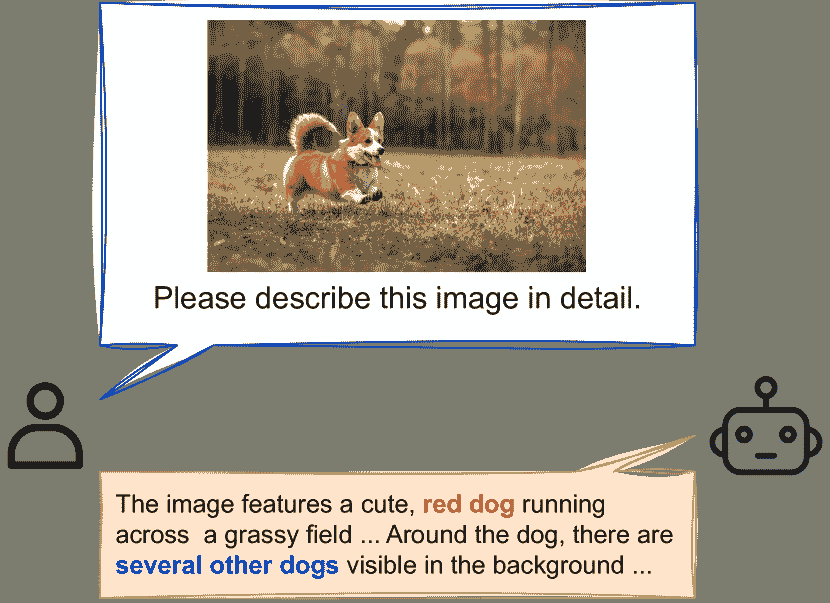 Please describe this image in detail.
The image features a cute, red dog running
across a grassy field ... Around the dog, there are
several other dogs visible in the background ...